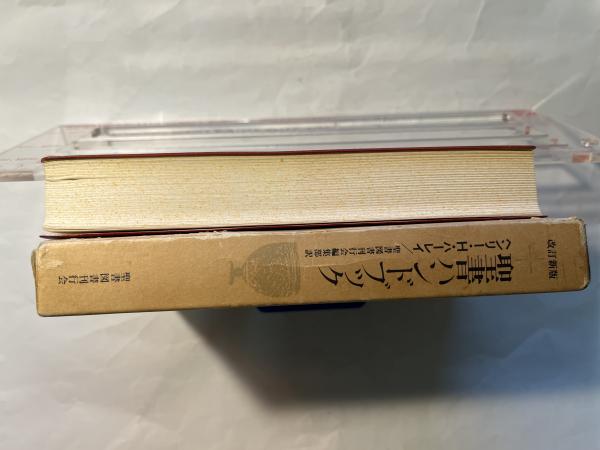 改訂新版
聖書ハンドブック
ヘンリー・H・ハーレイ/聖書図書刊行会編集部訳
聖書図書刊行会